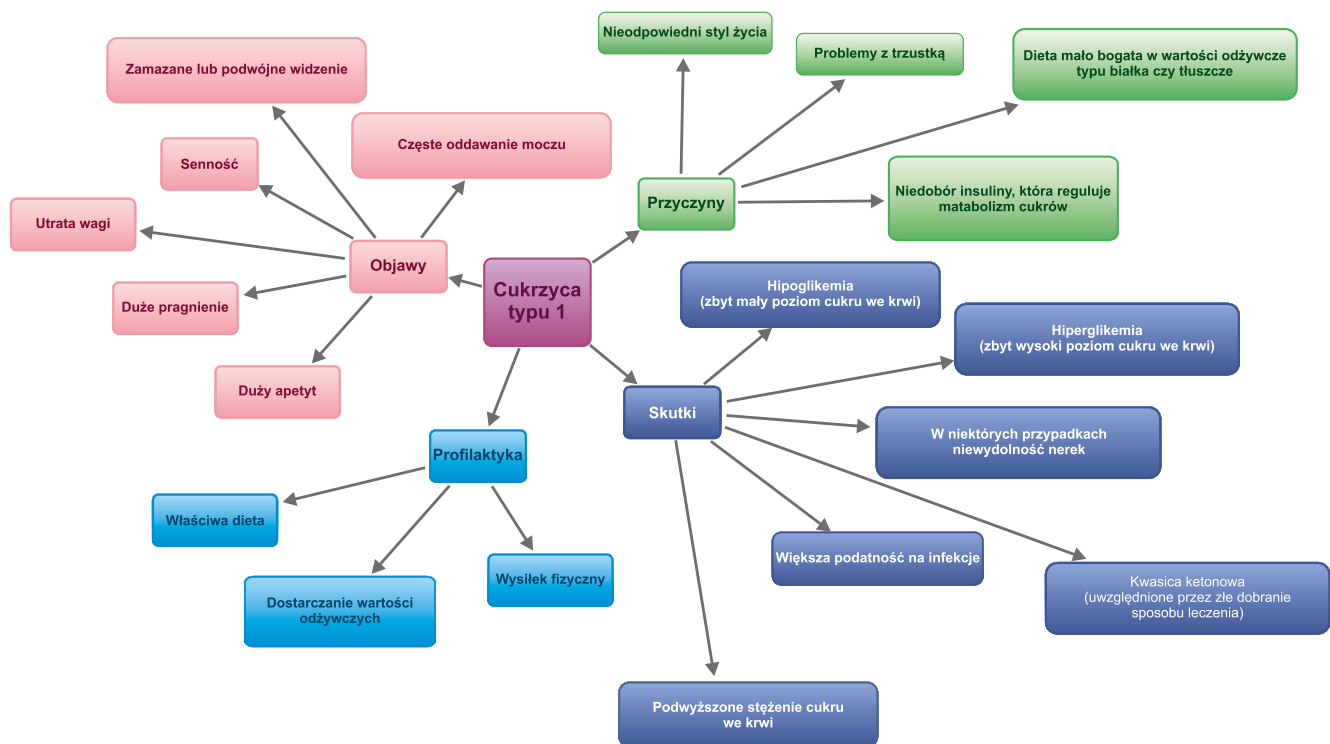 Nieodpowiedni styl życia
Problemy z trzustką
Dieta mało bogata w wartości odżywcze
typu białka czy tłuszcze
Zamazane lub podwójne widzenie
Częste oddawanie moczu
Senność
Utrata wagi
Przyczyny
Niedobór insuliny, która reguluje
matabolizm cukrów
Objawy
Cukrzyca
typu 1
Duże pragnienie
Duży apetyt
Hipoglikemia
(zbyt mały poziom cukru we krwi)
Hiperglikemia
(zbyt wysoki poziom cukru we krwi)
Skutki
W niektórych przypadkach
niewydolność nerek
Profilaktyka
Właściwa dieta
Dostarczanie wartości
odżywczych
Wysiłek fizyczny
Większa podatność na infekcje
Kwasica ketonowa
(uwzględnione przez złe dobranie
sposobu leczenia)
Podwyższone stężenie cukru
we krwi